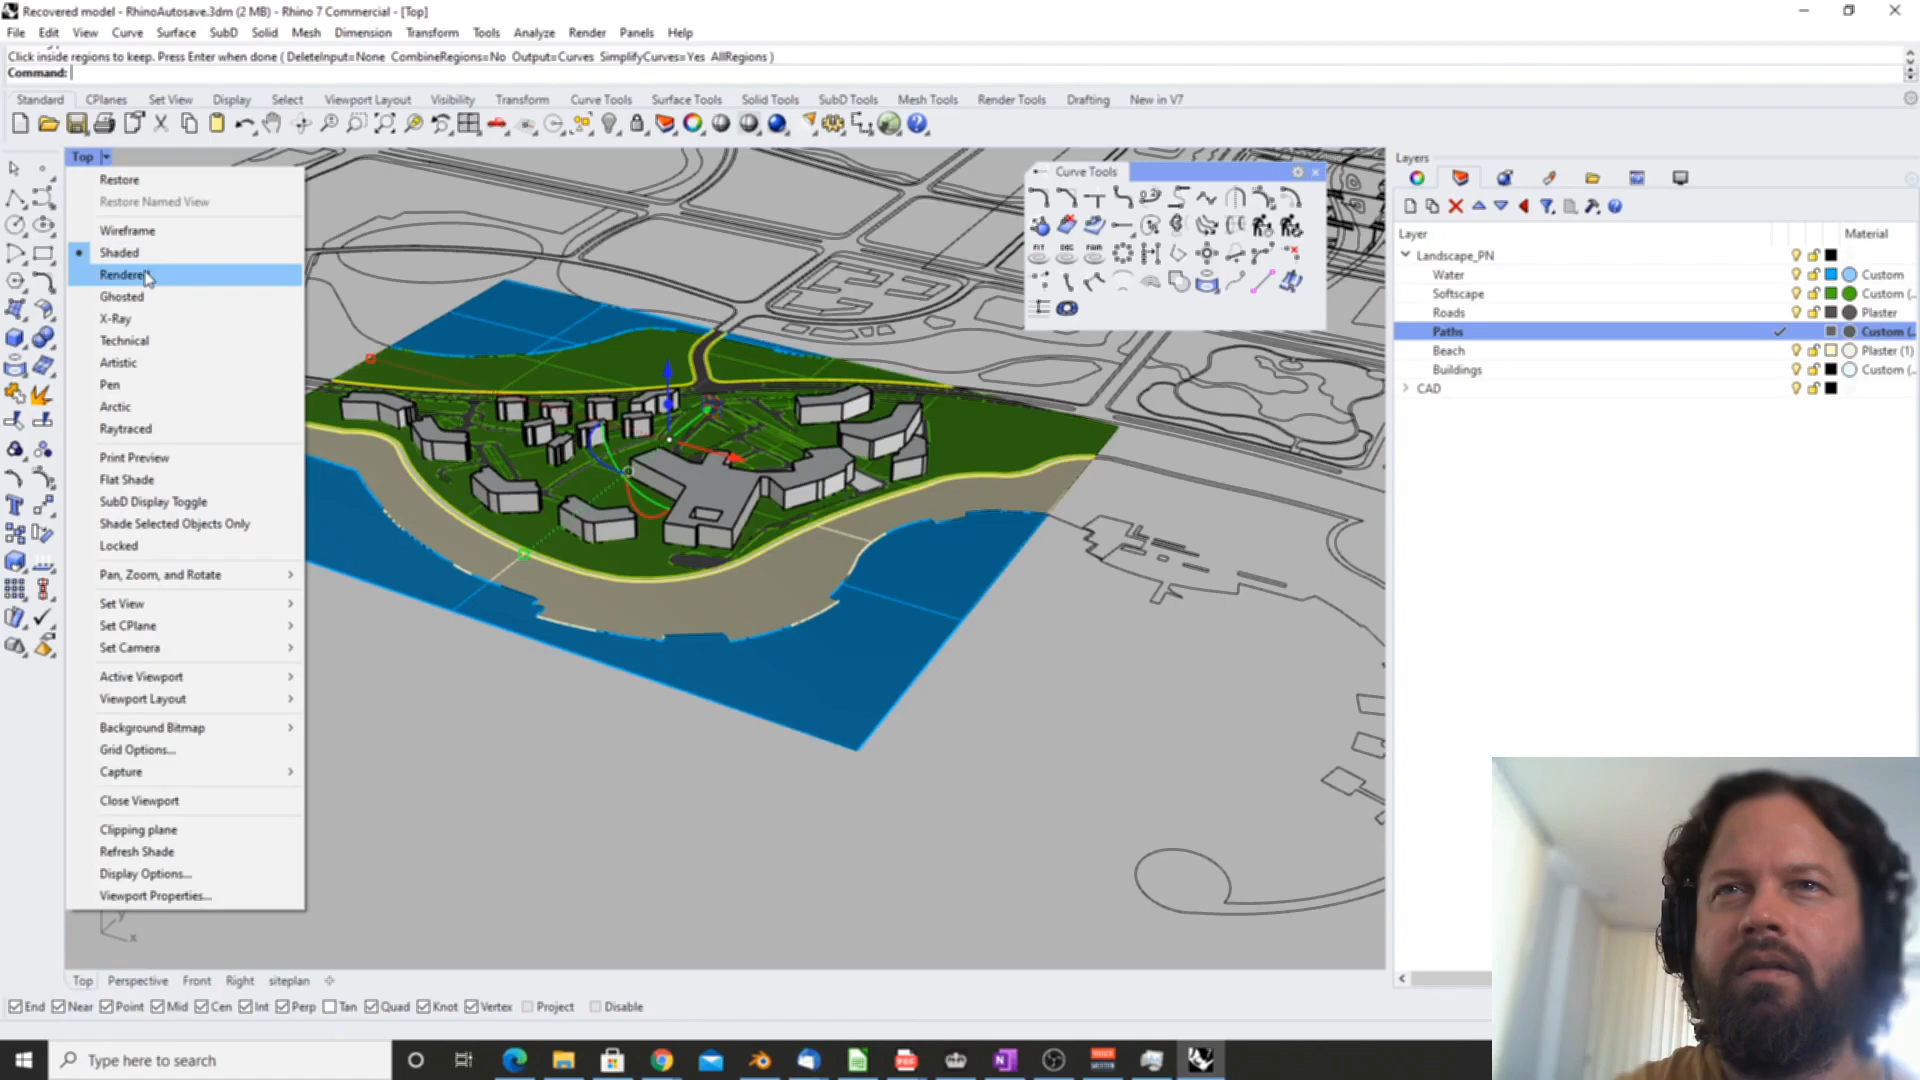 Recovered model - RhinoAutosave.3dm (2 MB) - Rhino 7 Commercial - [Top]
File Edit View Curve Surface SubD Solid Mesh Dimension Transform Tools Analyze Render Panels Help
Click inside regions to keep. Press Enter when done ( DeleteInput=None CombineRegions=No Output=Curves SimplifyCurves=Yes AllRegions )
Command:
Standard CPlanes Set View Display Select Viewport Layout Visibility Transform Curve Tools Surface Tools Solid Tools SubD Tools Mesh Tools Render Tools Drafting New in V7
Top
Restore
Restore Named View
Wireframe
Shaded
Rendered
Ghosted
X-Ray
Technical
Artistic
Pen
Arctic
Raytraced
Print Preview
Flat Shade
SubD Display Toggle
Shade Selected Objects Only
Locked
Pan, Zoom, and Rotate
Set View
Set CPlane
Set Camera
Active Viewport
Viewport Layout
Background Bitmap
Grid Options...
Capture
Close Viewport
Clipping plane
Refresh Shade
Display Options...
Viewport Properties...
y
x
Curve Tools
Layers
Layer Material
Landscape_PN
Water Custom
Softscape Custom (..
Roads Plaster
Paths Custom (..
Beach Plaster (1)
Buildings Custom (..
CAD
Top Perspective Front Right siteplan
End Near Point Mid Cen Int Perp Tan Quad Knot Vertex Project Disable
Type here to search